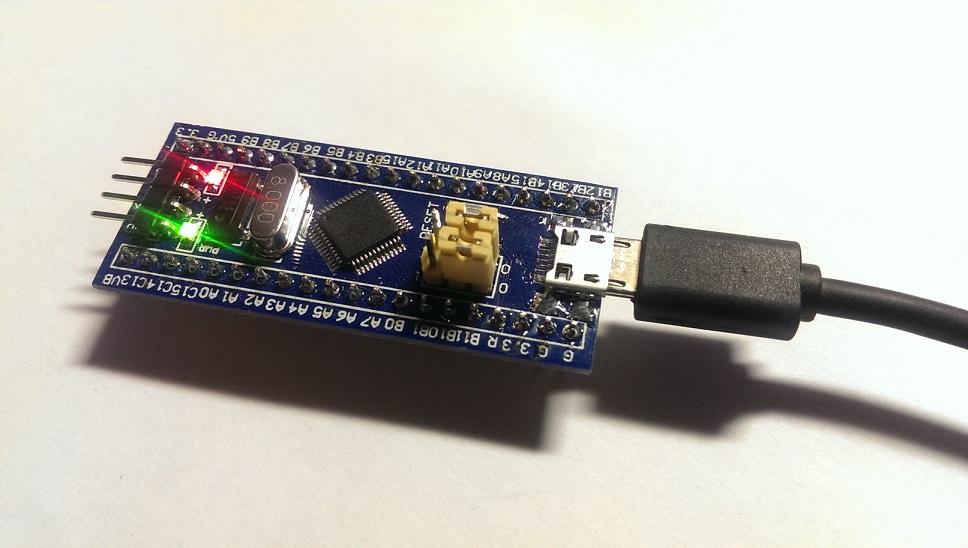 3.3 G 5V B9 B8 B7 B6 B5 B4 B3 A15 A12 A11 A10 A9 A8 B15 B14 B13 B12
8.000
RESET
PWR
0
0
VB C13 C14 C15 A0 A1 A2 A3 A4 A5 A6 A7 B0 B1 B10 B11 R 3.3 G G